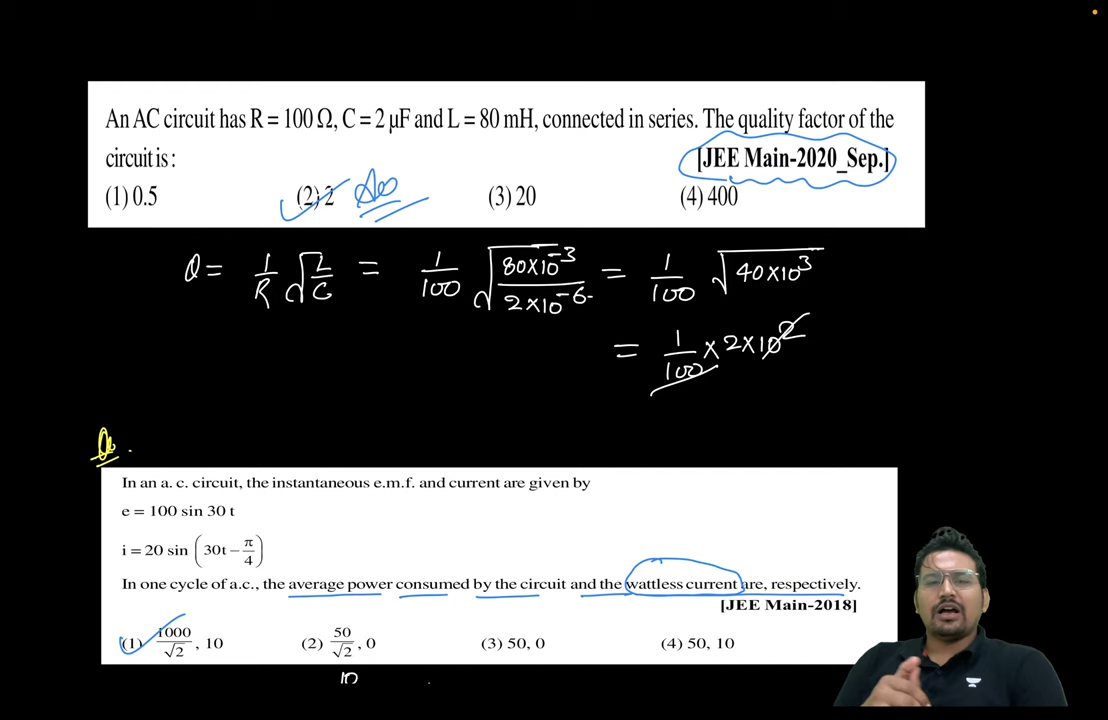 An AC circuit has R = 100 Ω, C = 2 μF and L = 80 mH, connected in series. The quality factor of the
circuit is : [JEE Main-2020_Sep.]
(1) 0.5 (2) 2 Ans (3) 20 (4) 400
Q = 1/R √(L/C) = 1/100 √(80×10⁻³/2×10⁻⁶) = 1/100 √(40×10³)
= 1/100 × 2×10²
Q.
In an a. c. circuit, the instantaneous e.m.f. and current are given by
e = 100 sin 30 t
i = 20 sin (30t − π/4)
In one cycle of a.c., the average power consumed by the circuit and the wattless current are, respectively.
[JEE Main-2018]
(1) 1000/√2, 10 (2) 50/√2, 0 (3) 50, 0 (4) 50, 10
10